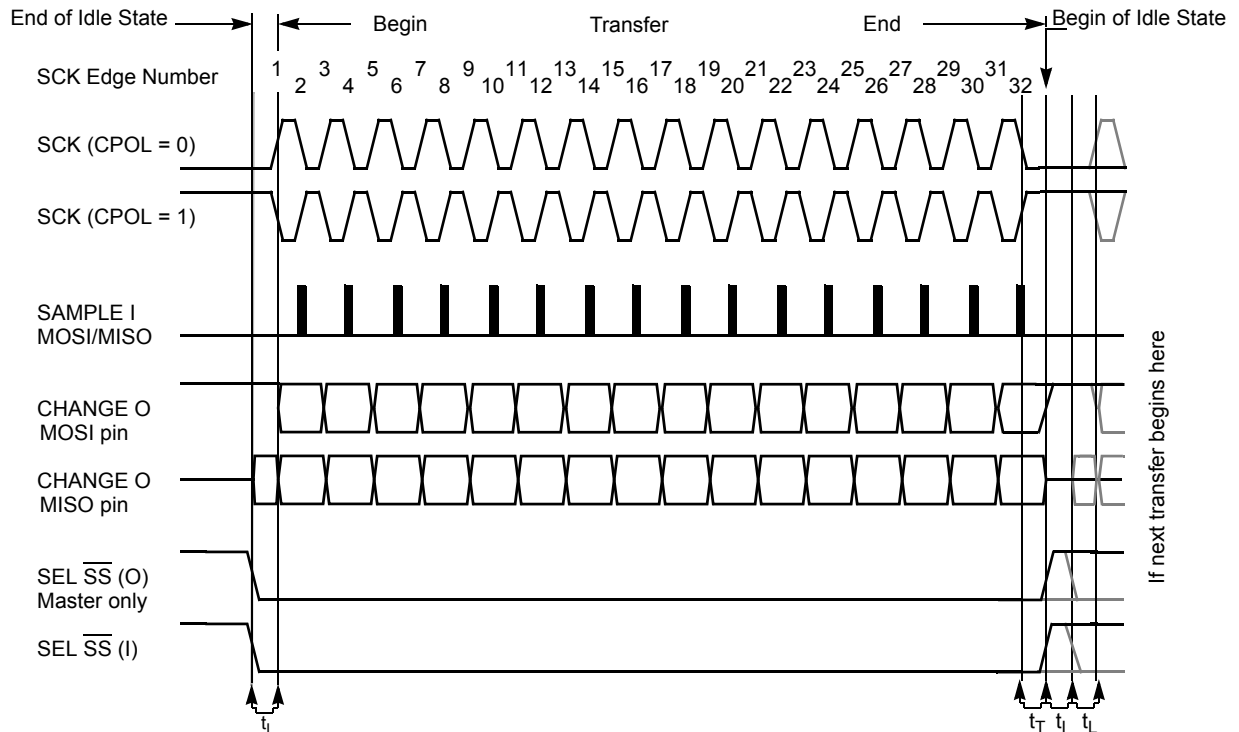 End of Idle State
Begin
Transfer
End
Begin of Idle State
SCK Edge Number
1 3 5 7 9 11 13 15 17 19 21 23 25 27 29 31
2 4 6 8 10 12 14 16 18 20 22 24 26 28 30 32
SCK (CPOL = 0)
SCK (CPOL = 1)
SAMPLE I
MOSI/MISO
CHANGE O
MOSI pin
CHANGE O
MISO pin
SEL SS (O)
Master only
SEL SS (I)
tL
tT
tI
tL
If next transfer begins here